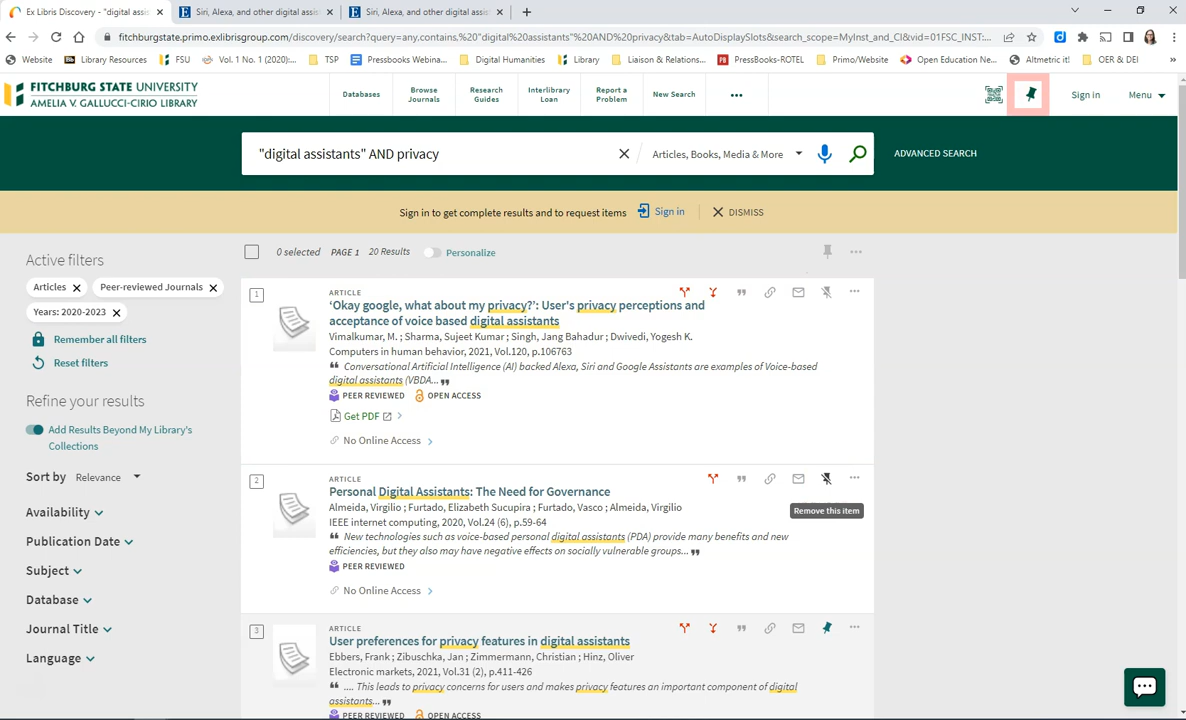 Ex Libris Discovery - "digital assis
Siri, Alexa, and other digital assis
Siri, Alexa, and other digital assis
fitchburgstate.primo.exlibrisgroup.com/discovery/search?query=any.contains,%20"digital%20assistants"%20AND%20privacy&tab=AutoDisplaySlots&search_scope=MyInst_and_CI&vid=01FSC_INST:...
Website
Library Resources
FSU
Vol. 1 No. 1 (2020):...
TSP
Pressbooks Webina...
Digital Humanities
Library
Liaison & Relations...
PressBooks-ROTEL
Primo/Website
Open Education Ne...
Altmetric it!
OER & DEI
»
FITCHBURG STATE UNIVERSITY
AMELIA V. GALLUCCI-CIRIO LIBRARY
Databases
Browse
Journals
Research
Guides
Interlibrary
Loan
Report a
Problem
New Search
Sign in
Menu
"digital assistants" AND privacy
Articles, Books, Media & More
ADVANCED SEARCH
Sign in to get complete results and to request items
Sign in
DISMISS
Active filters
Articles
Peer-reviewed Journals
Years: 2020-2023
Remember all filters
Reset filters
Refine your results
Add Results Beyond My Library's
Collections
Sort by Relevance
Availability
Publication Date
Subject
Database
Journal Title
Language
0 selected PAGE 1 20 Results
Personalize
1
ARTICLE
‘Okay google, what about my privacy?’: User's privacy perceptions and
acceptance of voice based digital assistants
Vimalkumar, M. ; Sharma, Sujeet Kumar ; Singh, Jang Bahadur ; Dwivedi, Yogesh K.
Computers in human behavior, 2021, Vol.120, p.106763
❝ Conversational Artificial Intelligence (AI) backed Alexa, Siri and Google Assistants are examples of Voice-based
digital assistants (VBDA... ❞
PEER REVIEWED OPEN ACCESS
Get PDF
No Online Access
2
ARTICLE
Personal Digital Assistants: The Need for Governance
Almeida, Virgilio ; Furtado, Elizabeth Sucupira ; Furtado, Vasco ; Almeida, Virgilio
IEEE internet computing, 2020, Vol.24 (6), p.59-64
❝ New technologies such as voice-based personal digital assistants (PDA) provide many benefits and new
efficiencies, but they also may have negative effects on socially vulnerable groups... ❞
PEER REVIEWED
No Online Access
Remove this item
3
ARTICLE
User preferences for privacy features in digital assistants
Ebbers, Frank ; Zibuschka, Jan ; Zimmermann, Christian ; Hinz, Oliver
Electronic markets, 2021, Vol.31 (2), p.411-426
❝ .... This leads to privacy concerns for users and makes privacy features an important component of digital
assistants... ❞
PEER REVIEWED OPEN ACCESS